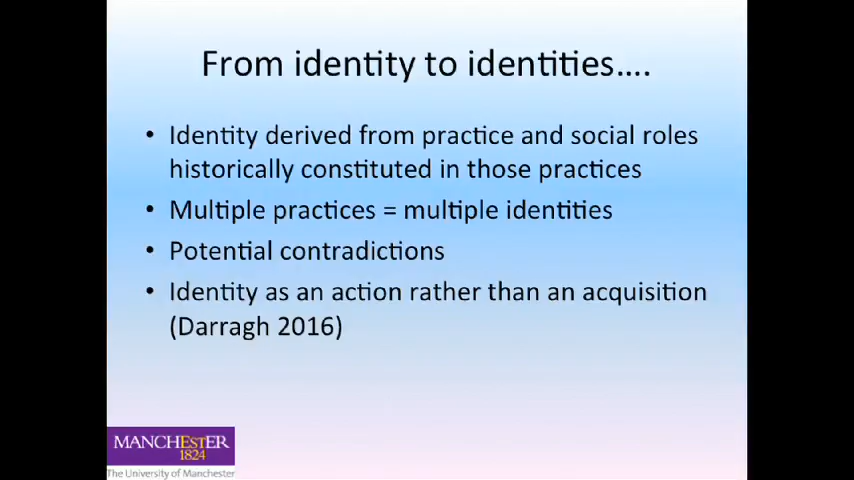 From identity to identities....
• Identity derived from practice and social roles
historically constituted in those practices
• Multiple practices = multiple identities
• Potential contradictions
• Identity as an action rather than an acquisition
(Darragh 2016)
MANCHESTER
1824
The University of Manchester